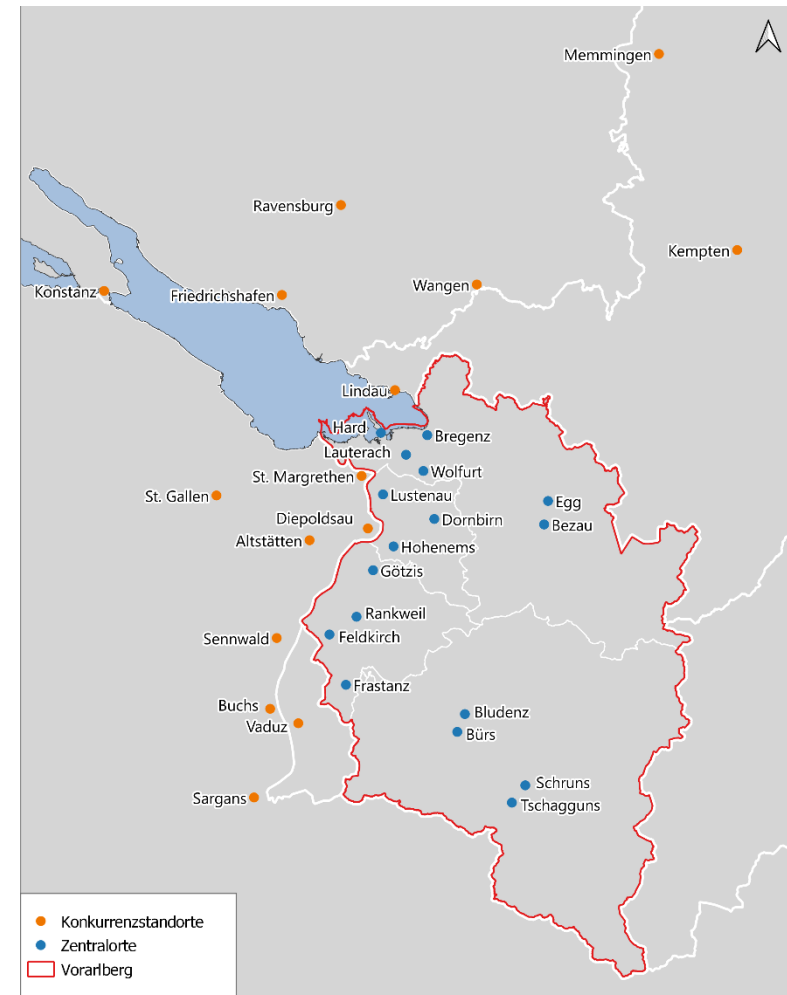 Memmingen
Ravensburg
Kempten
Wangen
Konstanz
Friedrichshafen
Lindau
Hard
Bregenz
Lauterach
Wolfurt
St. Margrethen
St. Gallen
Lustenau
Egg
Diepoldsau
Dornbirn
Bezau
Altstätten
Hohenems
Götzis
Rankweil
Sennwald
Feldkirch
Frastanz
Buchs
Bludenz
Vaduz
Bürs
Schruns
Sargans
Tschagguns
Konkurrenzstandorte
Zentralorte
Vorarlberg